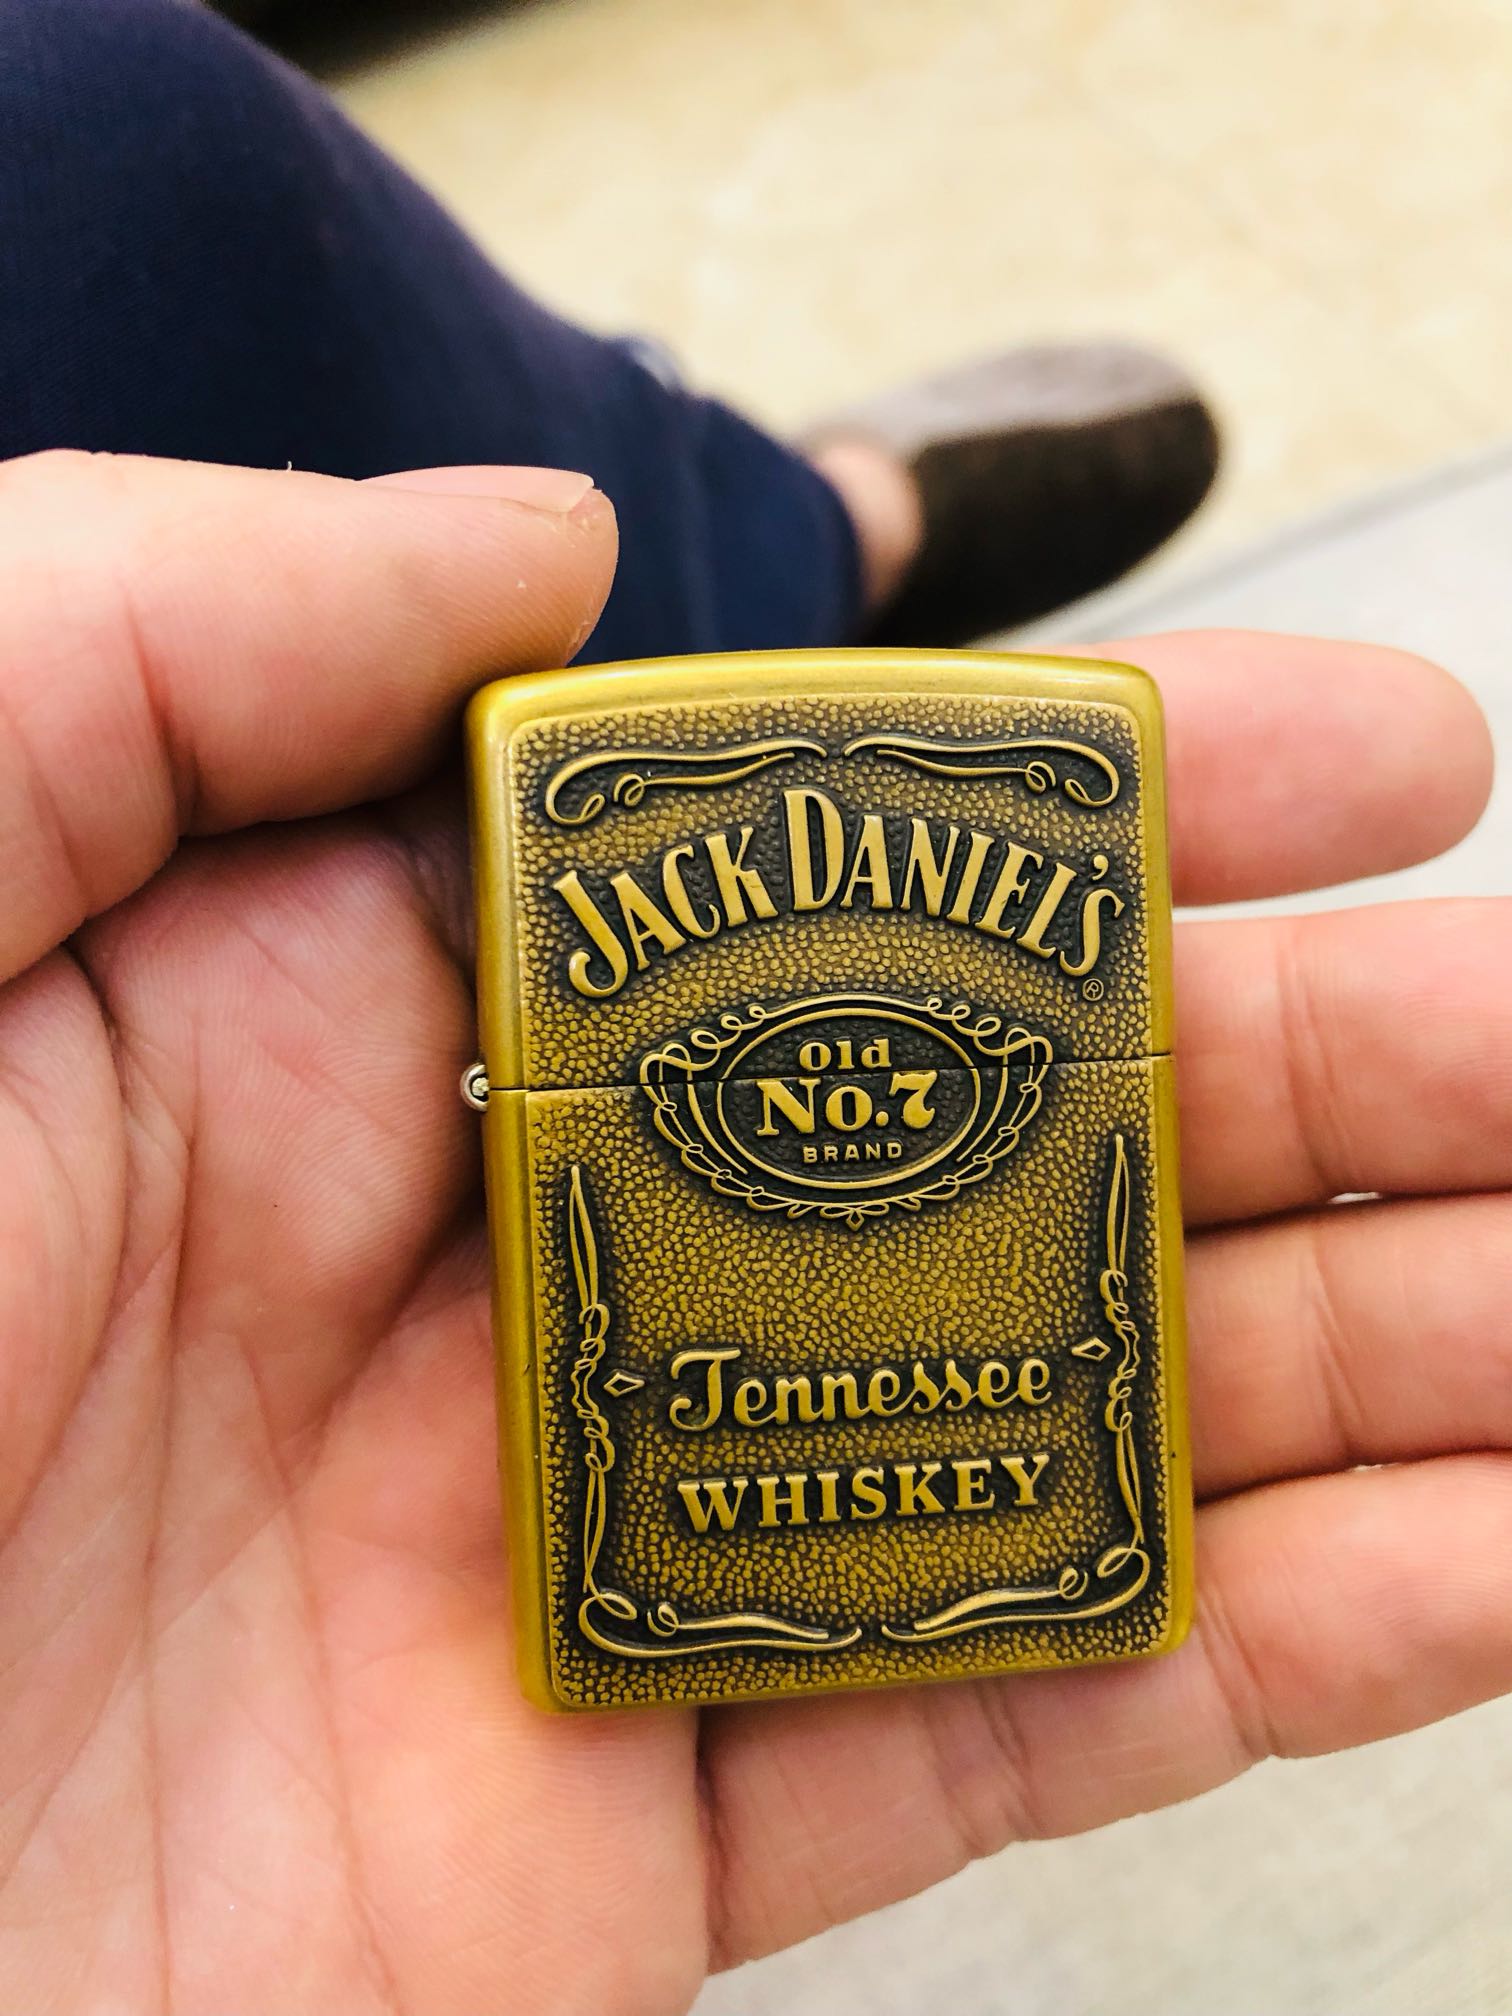 JACK DANIEL'S®
Old
No.7
BRAND
Tennessee
WHISKEY